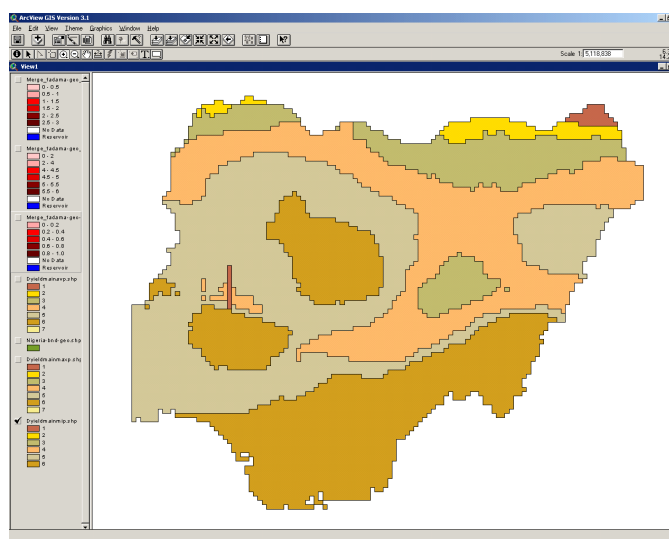 ArcView GIS Version 3.1
File Edit View Theme Graphics Window Help
Scale 1: 5,118,838
View1
Merge_fadama-geo
0 - 0.5
0.5 - 1
1 - 1.5
1.5 - 2
2 - 2.5
2.5 - 3
No Data
Reservoir
Merge_fadama-geo
0 - 2
2 - 4
4 - 4.5
4.5 - 5
5 - 5.5
5.5 - 6
No Data
Reservoir
Merge_fadama-geo
0 - 0.2
0.2 - 0.4
0.4 - 0.6
0.6 - 0.8
0.8 - 1.0
No Data
Reservoir
Dyieldmainavp.shp
1
2
3
4
5
6
7
Nigeria-bnd-geo.shp
Dyieldmainmaxp.shp
1
2
3
4
5
6
7
Dyieldmainmip.shp
1
2
3
4
5
6